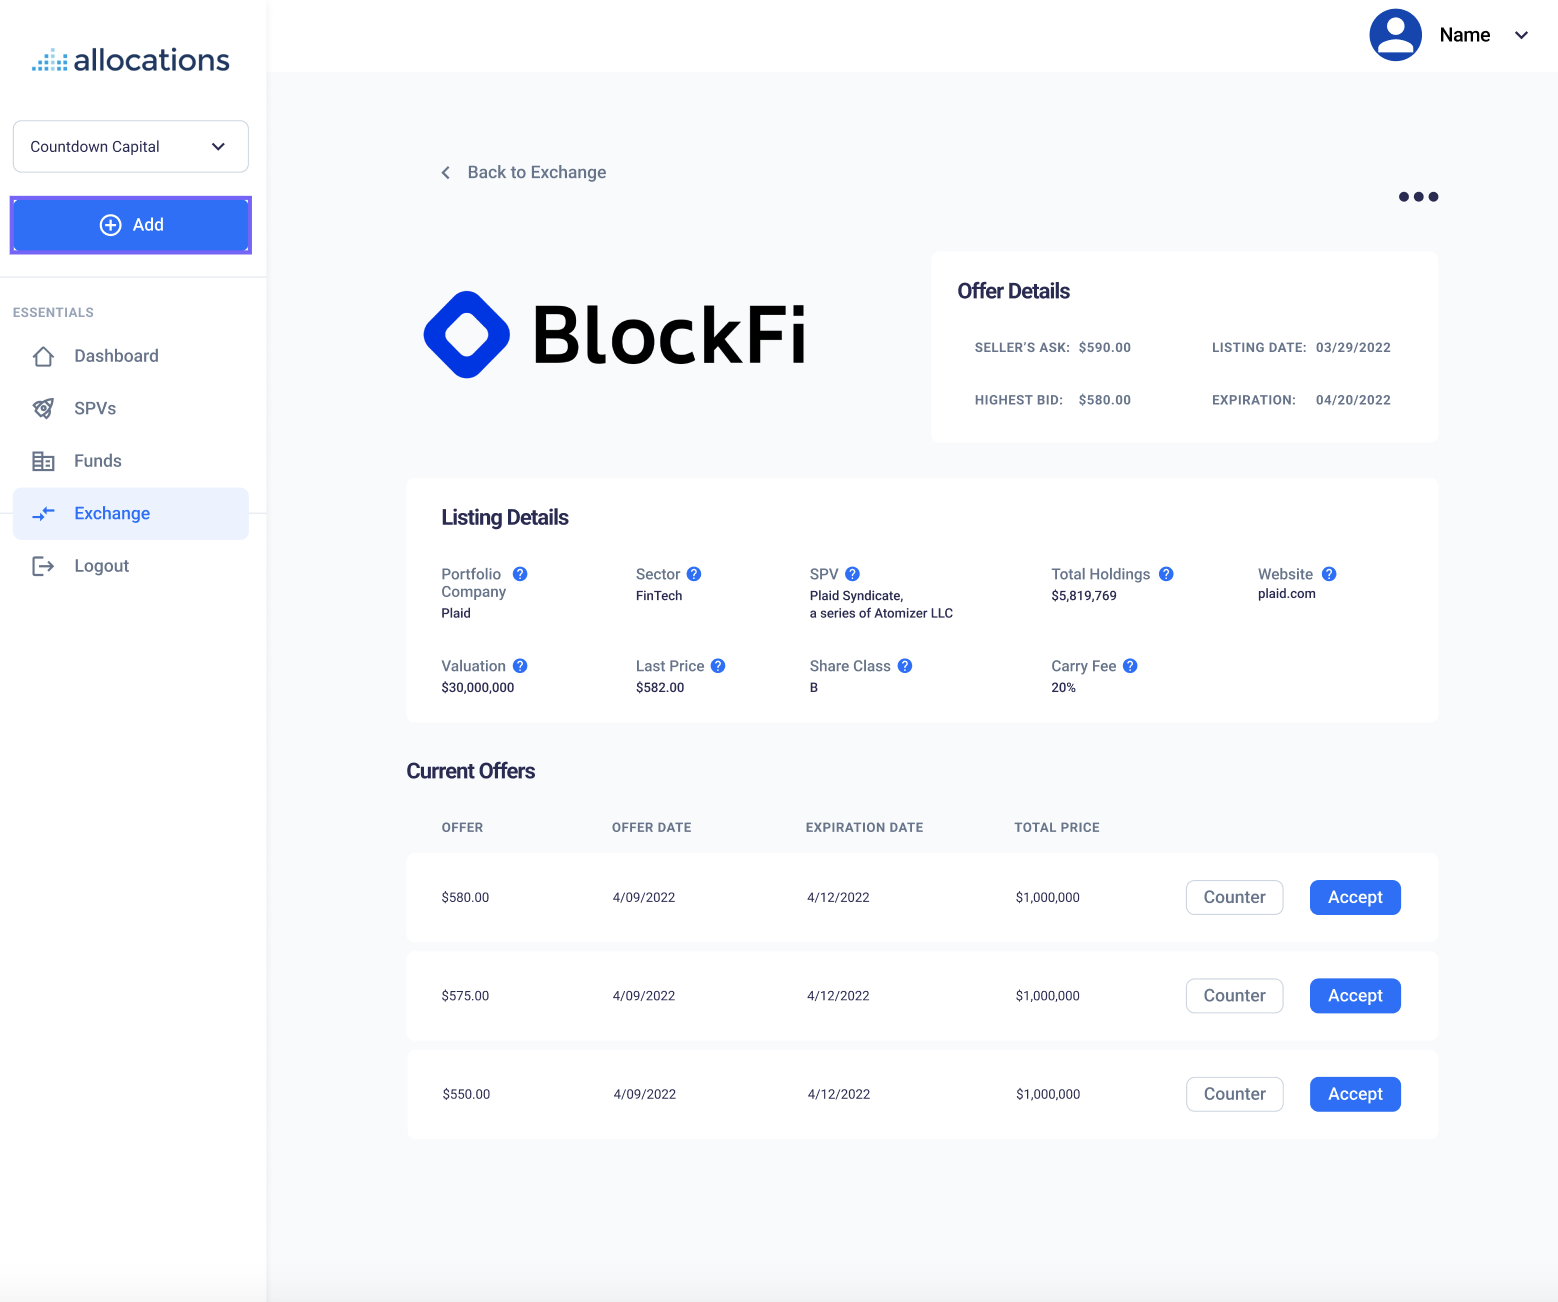 allocations
Name
Countdown Capital
Add
ESSENTIALS
Dashboard
SPVs
Funds
Exchange
Logout
Back to Exchange
BlockFi
Offer Details
SELLER'S ASK: $590.00 LISTING DATE: 03/29/2022
HIGHEST BID: $580.00 EXPIRATION: 04/20/2022
Listing Details
Portfolio Company
Plaid
Sector
FinTech
SPV
Plaid Syndicate,
a series of Atomizer LLC
Total Holdings
$5,819,769
Website
plaid.com
Valuation
$30,000,000
Last Price
$582.00
Share Class
B
Carry Fee
20%
Current Offers
OFFER OFFER DATE EXPIRATION DATE TOTAL PRICE
$580.00 4/09/2022 4/12/2022 $1,000,000 Counter Accept
$575.00 4/09/2022 4/12/2022 $1,000,000 Counter Accept
$550.00 4/09/2022 4/12/2022 $1,000,000 Counter Accept